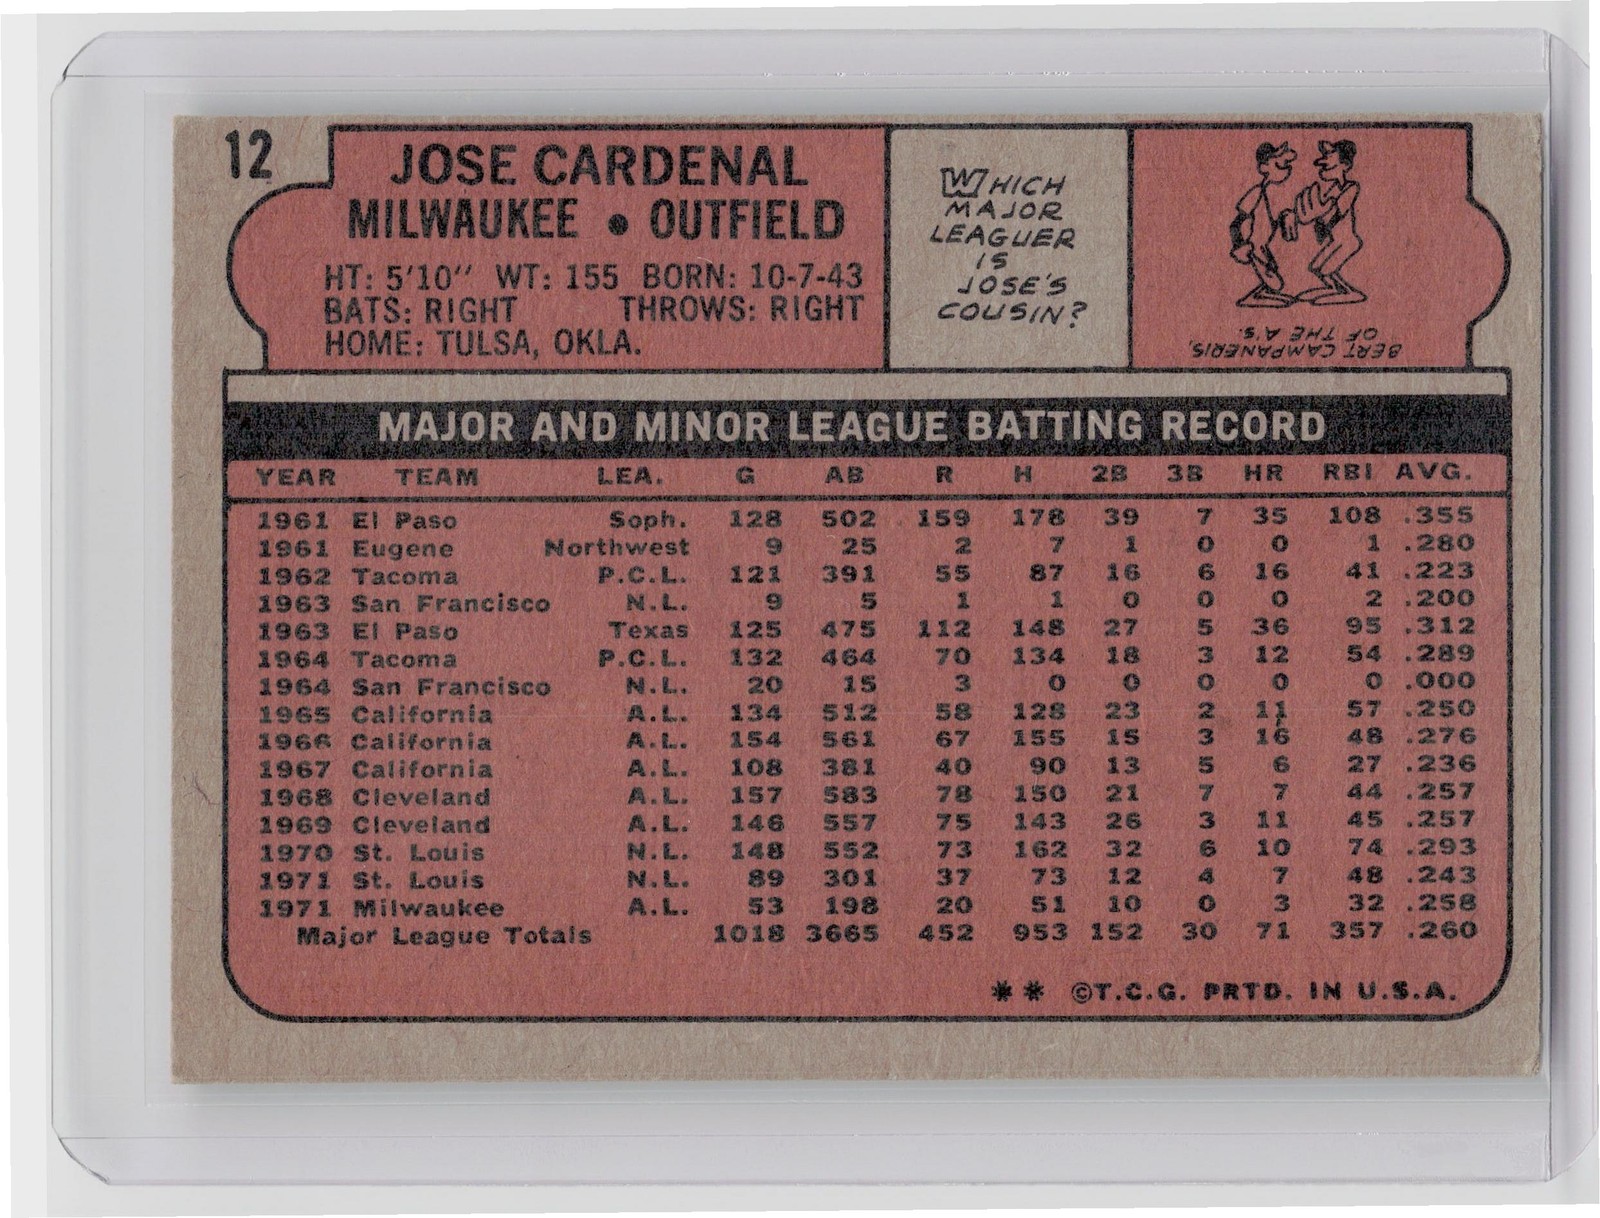 12
JOSE CARDENAL
MILWAUKEE • OUTFIELD
HT: 5'10" WT: 155 BORN: 10-7-43
BATS: RIGHT THROWS: RIGHT
HOME: TULSA, OKLA.
WHICH
MAJOR
LEAGUER
IS
JOSE'S
COUSIN?
BERT CAMPANERIS,
OF THE A'S.
MAJOR AND MINOR LEAGUE BATTING RECORD
YEAR TEAM LEA. G AB R H 2B 3B HR RBI AVG.
1961 El Paso Soph. 128 502 159 178 39 7 35 108 .355
1961 Eugene Northwest 9 25 2 7 1 0 0 1 .280
1962 Tacoma P.C.L. 121 391 55 87 16 6 16 41 .223
1963 San Francisco N.L. 9 5 1 1 0 0 0 2 .200
1963 El Paso Texas 125 475 112 148 27 5 36 95 .312
1964 Tacoma P.C.L. 132 464 70 134 18 3 12 54 .289
1964 San Francisco N.L. 20 15 3 0 0 0 0 0 .000
1965 California A.L. 134 512 58 128 23 2 11 57 .250
1966 California A.L. 154 561 67 155 15 3 16 48 .276
1967 California A.L. 108 381 40 90 13 5 6 27 .236
1968 Cleveland A.L. 157 583 78 150 21 7 7 44 .257
1969 Cleveland A.L. 146 557 75 143 26 3 11 45 .257
1970 St. Louis N.L. 148 552 73 162 32 6 10 74 .293
1971 St. Louis N.L. 89 301 37 73 12 4 7 48 .243
1971 Milwaukee A.L. 53 198 20 51 10 0 3 32 .258
Major League Totals 1018 3665 452 953 152 30 71 357 .260
** ©T.C.G. PRTD. IN U.S.A.